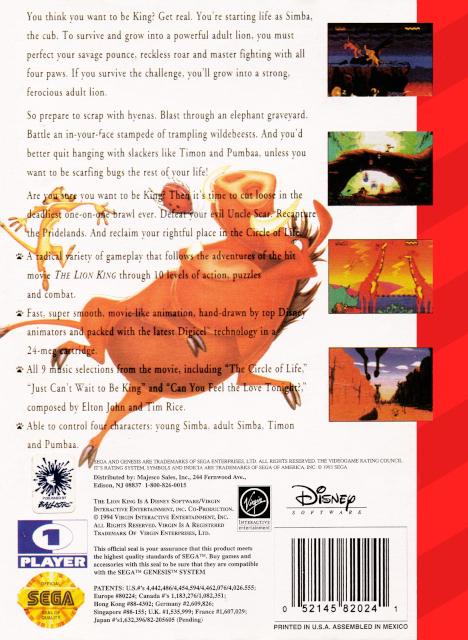 You think you want to be King? Get real. You're starting life as Simba,
the cub. To survive and grow into a powerful adult lion, you must
perfect your savage pounce, reckless roar and master fighting with all
four paws. If you survive the challenge, you'll grow into a strong,
ferocious adult lion.
So prepare to scrap with hyenas. Blast through an elephant graveyard.
Battle an in-your-face stampede of trampling wildebeests. And you'd
better quit hanging with slackers like Timon and Pumbaa, unless you
want to be scarfing bugs the rest of your life!
Are you sure you want to be King? Then it's time to cut loose in the
deadliest one-on-one brawl ever. Defeat your evil Uncle Scar. Recapture
the Pridelands. And reclaim your rightful place in the Circle of Life.
A radical variety of gameplay that follows the adventures of the hit
movie THE LION KING through 10 levels of action, puzzles
and combat.
Fast, super smooth, movie-like animation, hand-drawn by top Disney
animators and packed with the latest Digicel™ technology in a
24-meg cartridge.
All 9 music selections from the movie, including "The Circle of Life,"
"Just Can't Wait to Be King" and "Can You Feel the Love Tonight?,"
composed by Elton John and Tim Rice.
Able to control four characters: young Simba, adult Simba, Timon
and Pumbaa.
SEGA AND GENESIS ARE TRADEMARKS OF SEGA ENTERPRISES, LTD. ALL RIGHTS RESERVED. THE VIDEOGAME RATING COUNCIL,
IT'S RATING SYSTEM, SYMBOLS AND INDICIA ARE TRADEMARKS OF SEGA OF AMERICA, INC. © 1993 SEGA
Distributed by: Majesco Sales, Inc., 244 Fernwood Ave.,
Edison, NJ 08837 1-800-826-0015
THE LION KING IS A DISNEY SOFTWARE/VIRGIN
INTERACTIVE ENTERTAINMENT, INC. CO-PRODUCTION.
© 1994 VIRGIN INTERACTIVE ENTERTAINMENT, INC.
ALL RIGHTS RESERVED. VIRGIN IS A REGISTERED
TRADEMARK OF VIRGIN ENTERPRISES, LTD.
This official seal is your assurance that this product meets
the highest quality standards of SEGA™. Buy games and
accessories with this seal to be sure that they are compatible
with the SEGA™ GENESIS™ SYSTEM
PATENTS: U.S.#'s 4,442,486/4,454,594/4,462,076/4,026,555;
Europe #80224; Canada #'s 1,183,276/1,082,351;
Hong Kong #88-4302; Germany #2,609,826;
Singapore #88-155; U.K. #1,535,999; France #1,607,029;
Japan #'s1,632,396/82-205605 (Pending)
POWERED BY
BALLISTIC
1
PLAYER
OFFICIAL
SEGA
SEAL OF
QUALITY
Virgin
INTERACTIVE
entertainment
Disney
SOFTWARE
0 52145 82024 1
PRINTED IN U.S.A. ASSEMBLED IN MEXICO